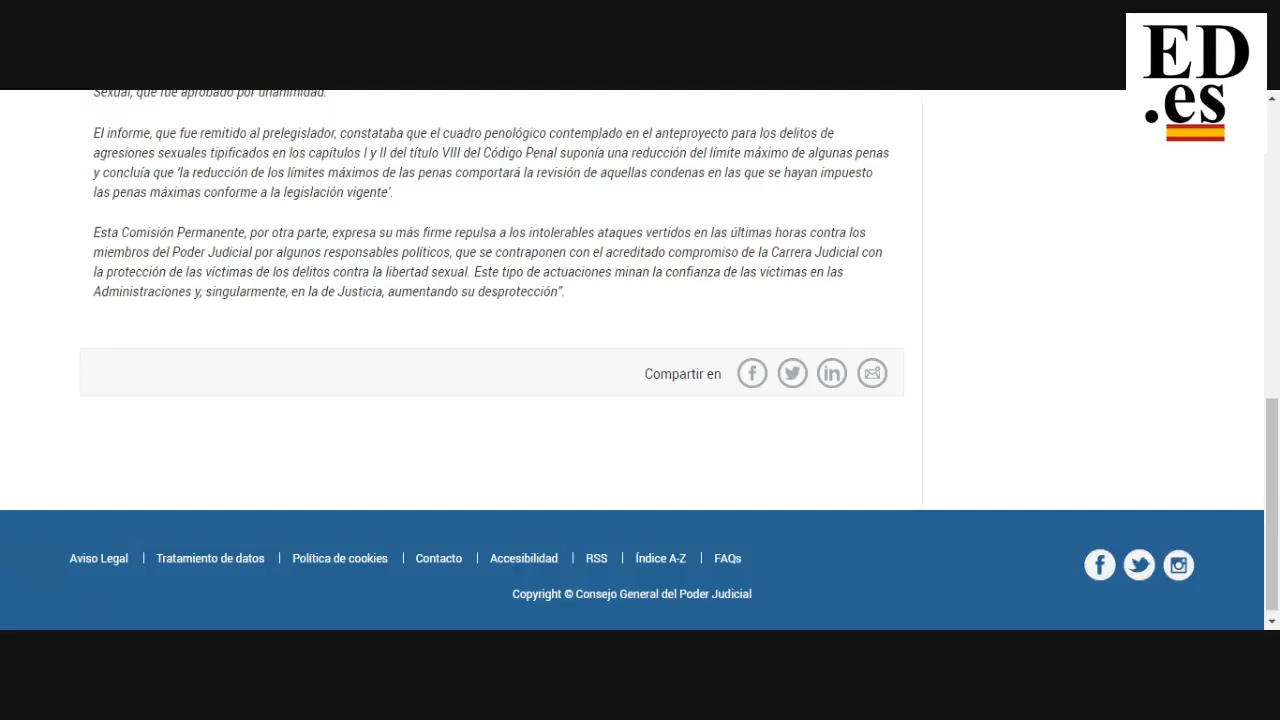 ED
.es
Sexual, que fue aprobado por unanimidad.
El informe, que fue remitido al prelegislador, constataba que el cuadro penológico contemplado en el anteproyecto para los delitos de
agresiones sexuales tipificados en los capítulos I y II del título VIII del Código Penal suponía una reducción del límite máximo de algunas penas
y concluía que ‘la reducción de los límites máximos de las penas comportará la revisión de aquellas condenas en las que se hayan impuesto
las penas máximas conforme a la legislación vigente’.
Esta Comisión Permanente, por otra parte, expresa su más firme repulsa a los intolerables ataques vertidos en las últimas horas contra los
miembros del Poder Judicial por algunos responsables políticos, que se contraponen con el acreditado compromiso de la Carrera Judicial con
la protección de las víctimas de los delitos contra la libertad sexual. Este tipo de actuaciones minan la confianza de las víctimas en las
Administraciones y, singularmente, en la de Justicia, aumentando su desprotección”.
Compartir en
Aviso Legal | Tratamiento de datos | Política de cookies | Contacto | Accesibilidad | RSS | Índice A-Z | FAQs
Copyright © Consejo General del Poder Judicial